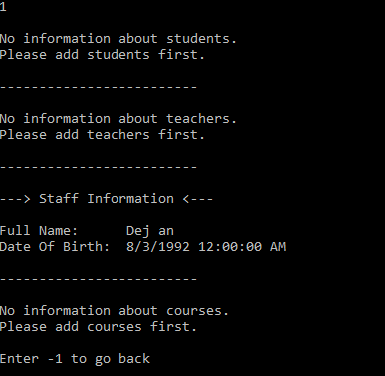 1
No information about students.
Please add students first.
-------------------------
No information about teachers.
Please add teachers first.
-------------------------
---> Staff Information <---
Full Name:      Dej an
Date Of Birth:  8/3/1992 12:00:00 AM
-------------------------
No information about courses.
Please add courses first.
Enter -1 to go back